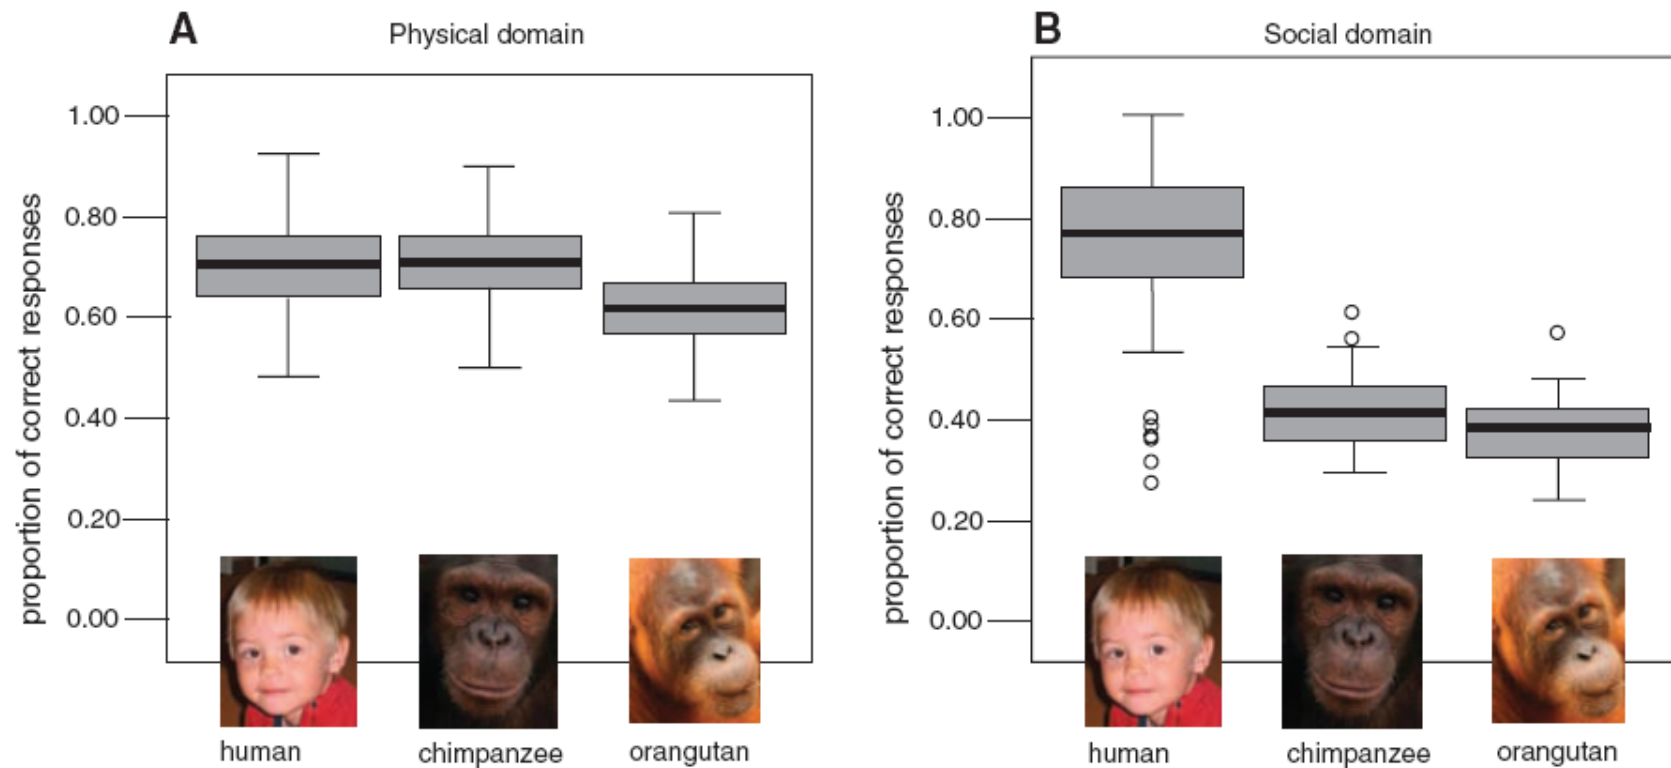 A
Physical domain
proportion of correct responses
1.00
0.80
0.60
0.40
0.20
0.00
human
chimpanzee
orangutan
B
Social domain
proportion of correct responses
1.00
0.80
0.60
0.40
0.20
0.00
human
chimpanzee
orangutan